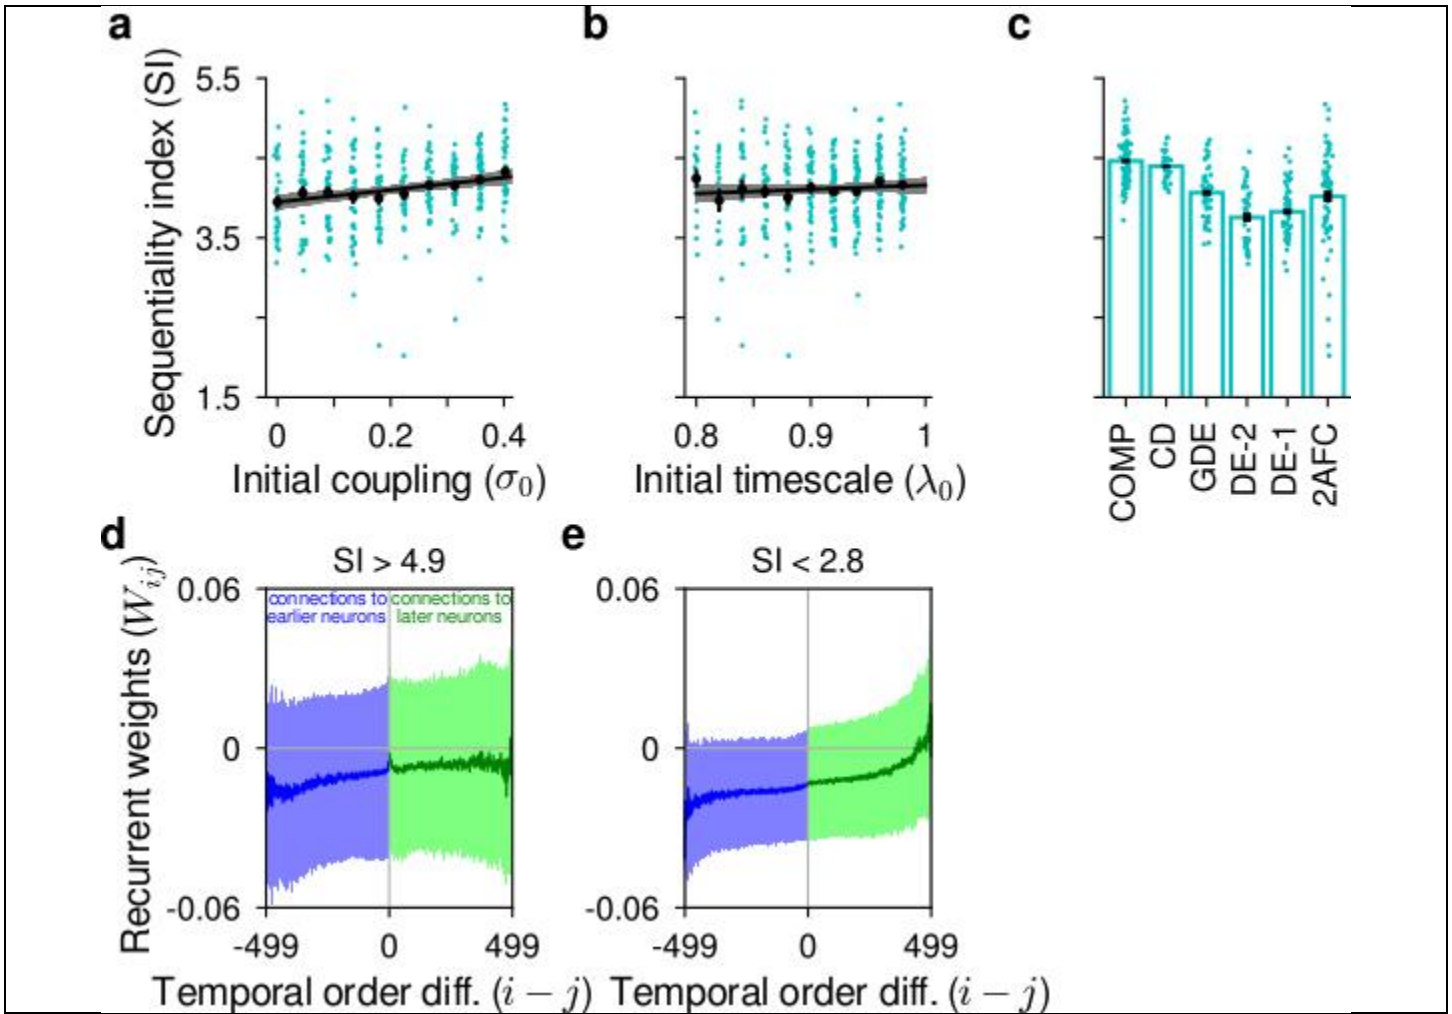 a
b
c
Sequentiality index (SI)
5.5
3.5
1.5
0
0.2
0.4
Initial coupling (σ0)
0.8
0.9
1
Initial timescale (λ0)
COMP
CD
GDE
DE-2
DE-1
2AFC
d
e
Recurrent weights (Wij)
SI > 4.9
0.06
0
-0.06
connections to
earlier neurons
connections to
later neurons
-499
0
499
Temporal order diff. (i − j)
SI < 2.8
0.06
0
-0.06
-499
0
499
Temporal order diff. (i − j)